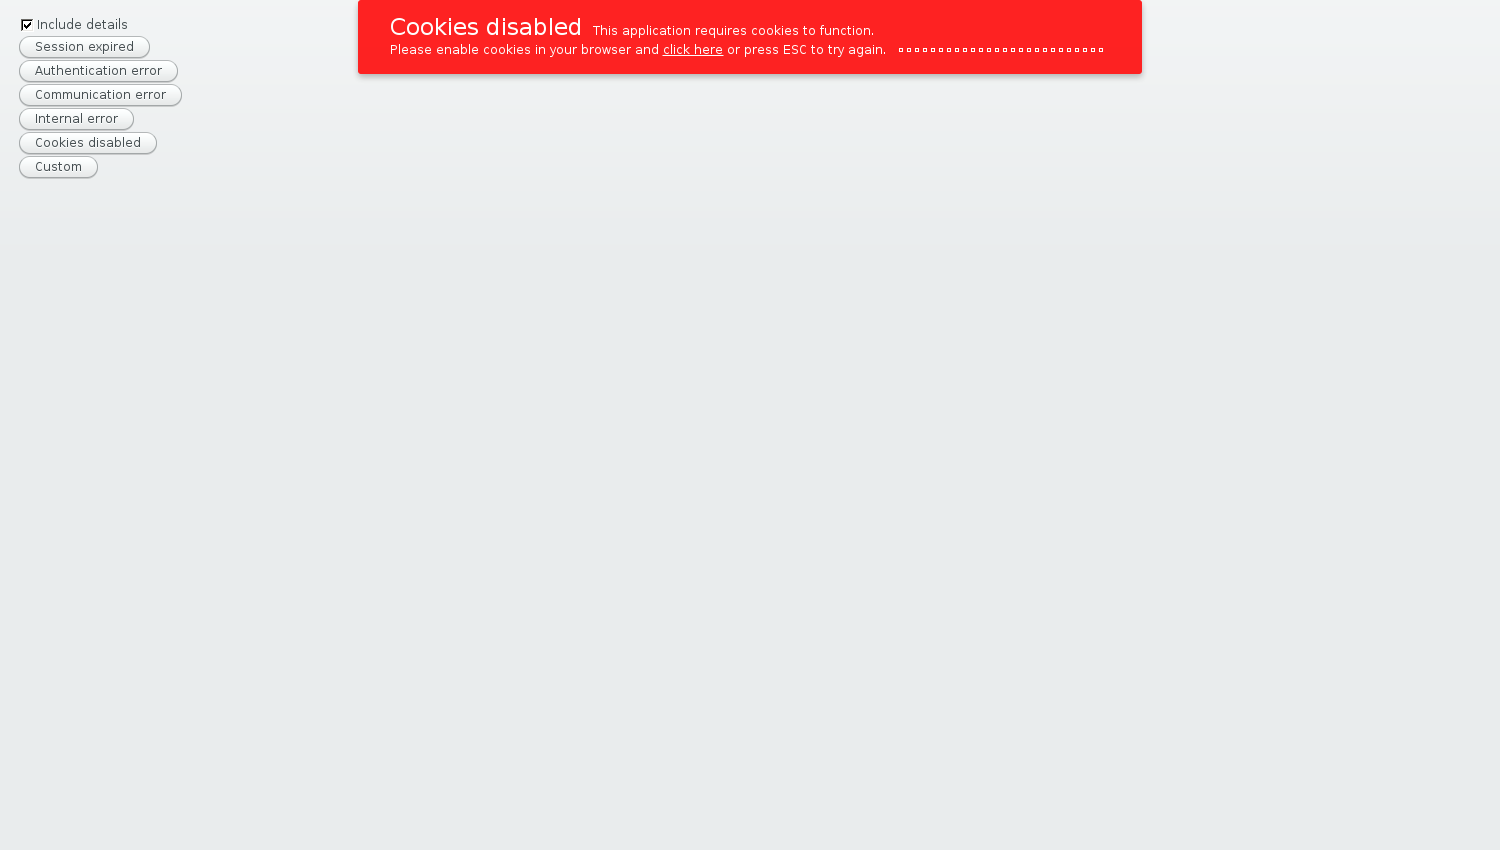 Include details
Session expired
Authentication error
Communication error
Internal error
Cookies disabled
Custom
Cookies disabled This application requires cookies to function.
Please enable cookies in your browser and click here or press ESC to try again.